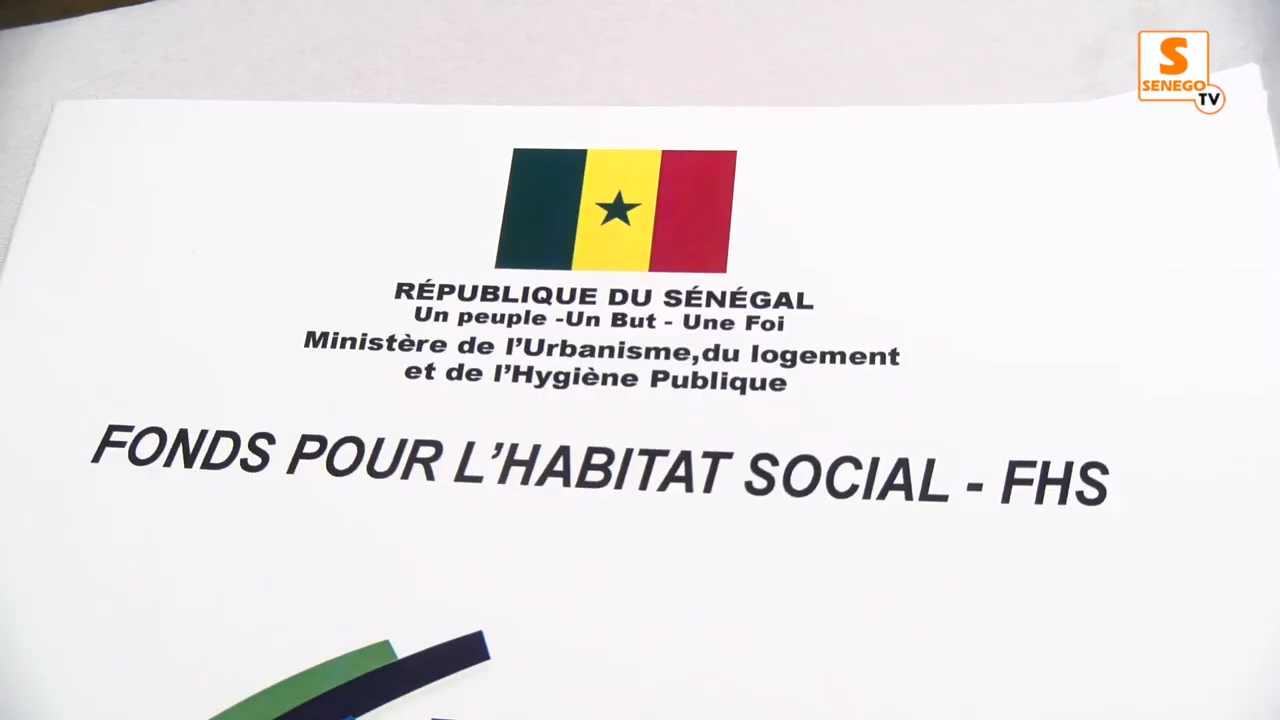 S
SENEGO
TV
RÉPUBLIQUE DU SÉNÉGAL
Un peuple -Un But - Une Foi
Ministère de l'Urbanisme,du logement
et de l'Hygiène Publique
FONDS POUR L'HABITAT SOCIAL - FHS